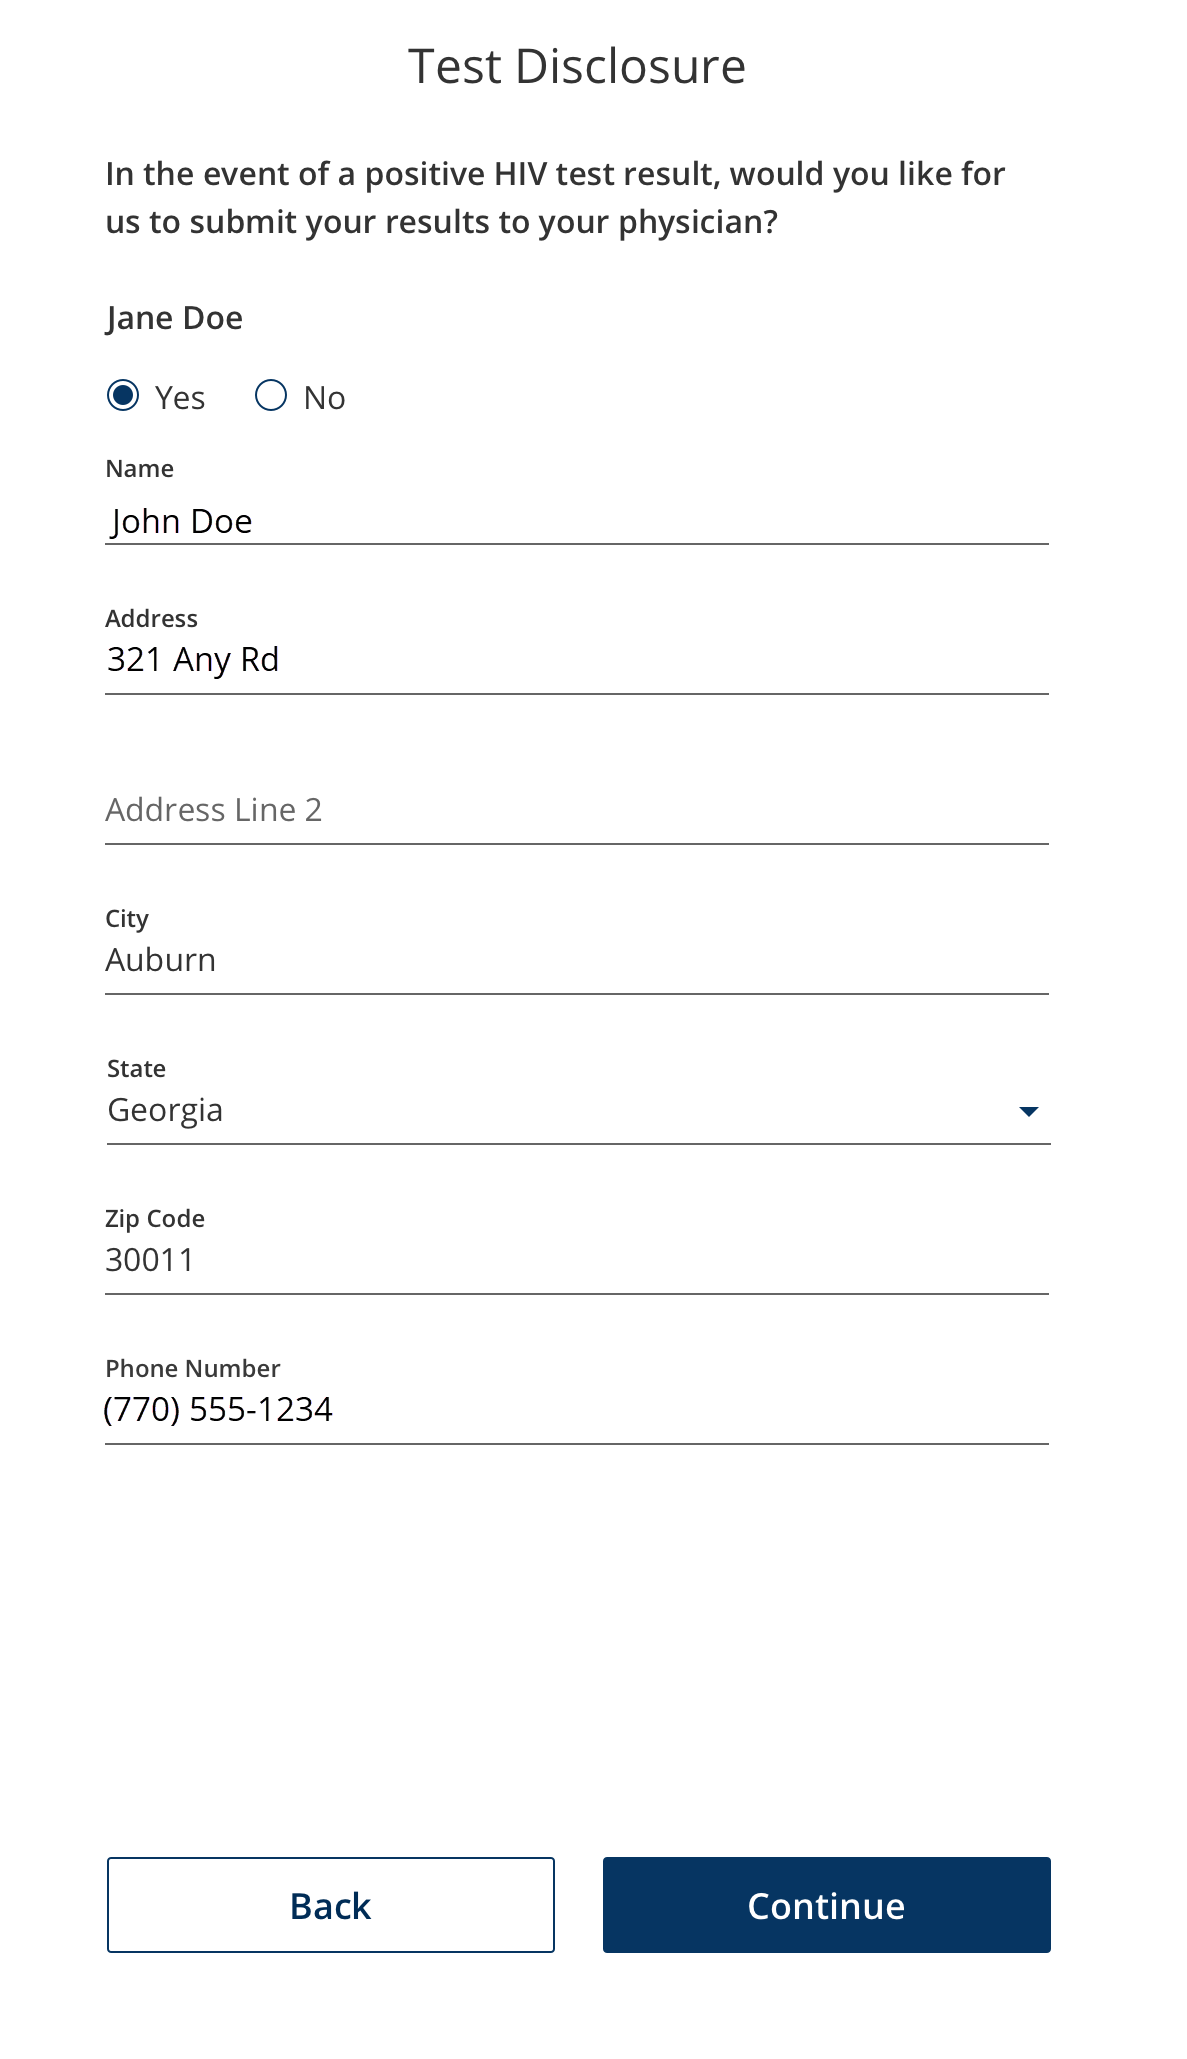 Test Disclosure
In the event of a positive HIV test result, would you like for
us to submit your results to your physician?
Jane Doe
Yes No
Name
John Doe
Address
321 Any Rd
Address Line 2
City
Auburn
State
Georgia
Zip Code
30011
Phone Number
(770) 555-1234
Back Continue